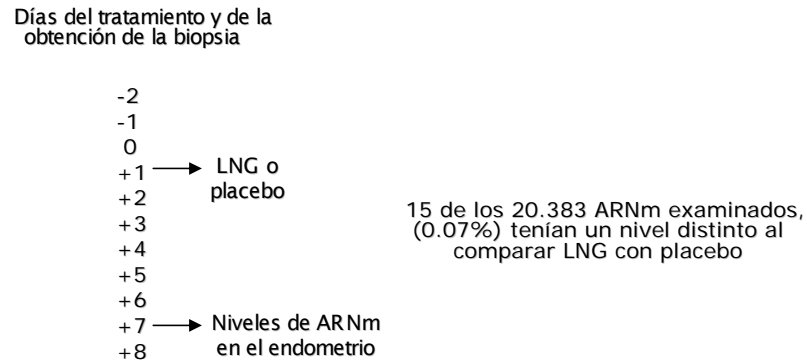 Días del tratamiento y de la
obtención de la biopsia
-2
-1
0
+1
LNG o
placebo
+2
+3
+4
+5
+6
+7
Niveles de ARNm
en el endometrio
+8
15 de los 20.383 ARNm examinados,
(0.07%) tenían un nivel distinto al
comparar LNG con placebo